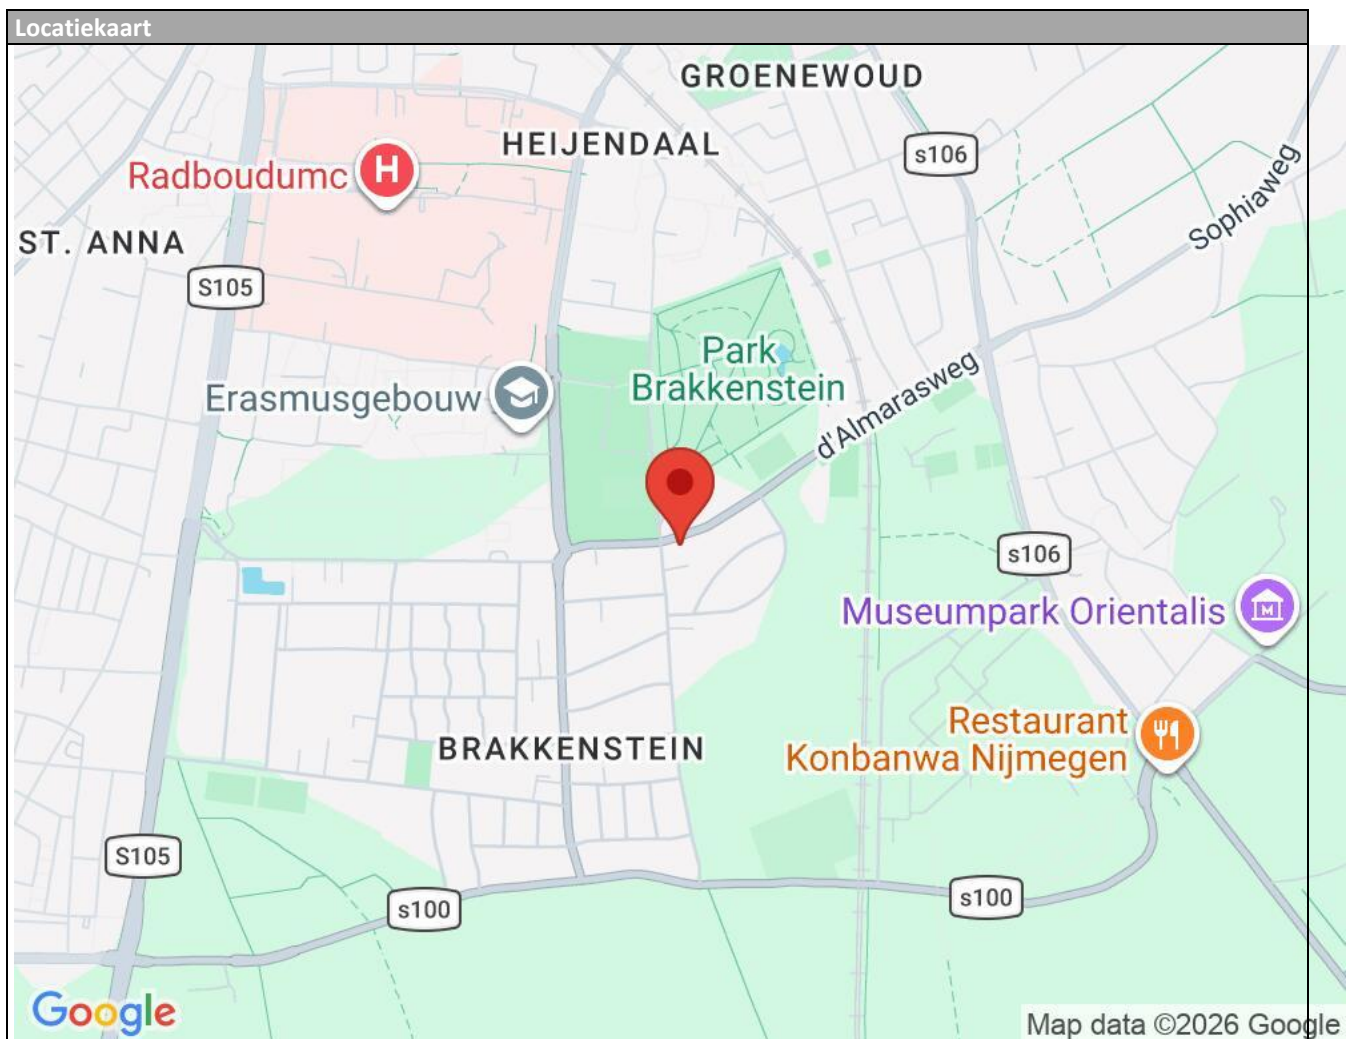 Locatiekaart
GROENEWOUD
HEIJENDAAL
s106
Radboudumc
H
Sophiaweg
ST. ANNA
S105
Park
Brakkenstein
d'Almarasweg
Erasmusgebouw
s106
Museumpark Orientalis
M
Restaurant
Konbanwa Nijmegen
BRAKKENSTEIN
S105
s100
s100
Google
Map data ©2026 Google